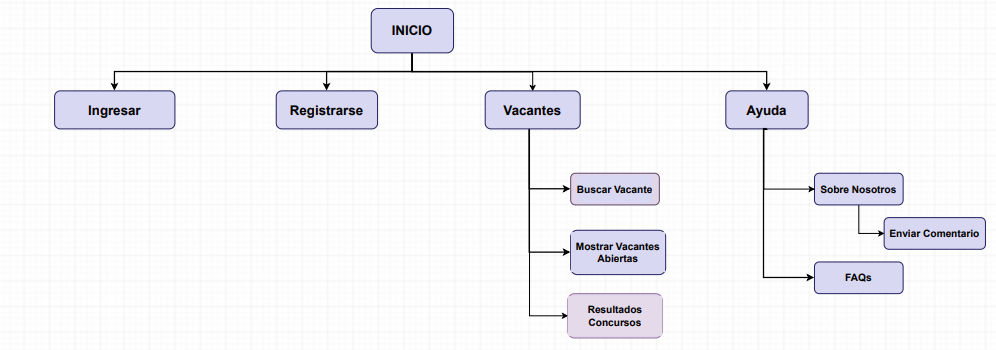 INICIO
Ingresar
Registrarse
Vacantes
Ayuda
Buscar Vacante
Sobre Nosotros
Enviar Comentario
Mostrar Vacantes
Abiertas
FAQs
Resultados
Concursos